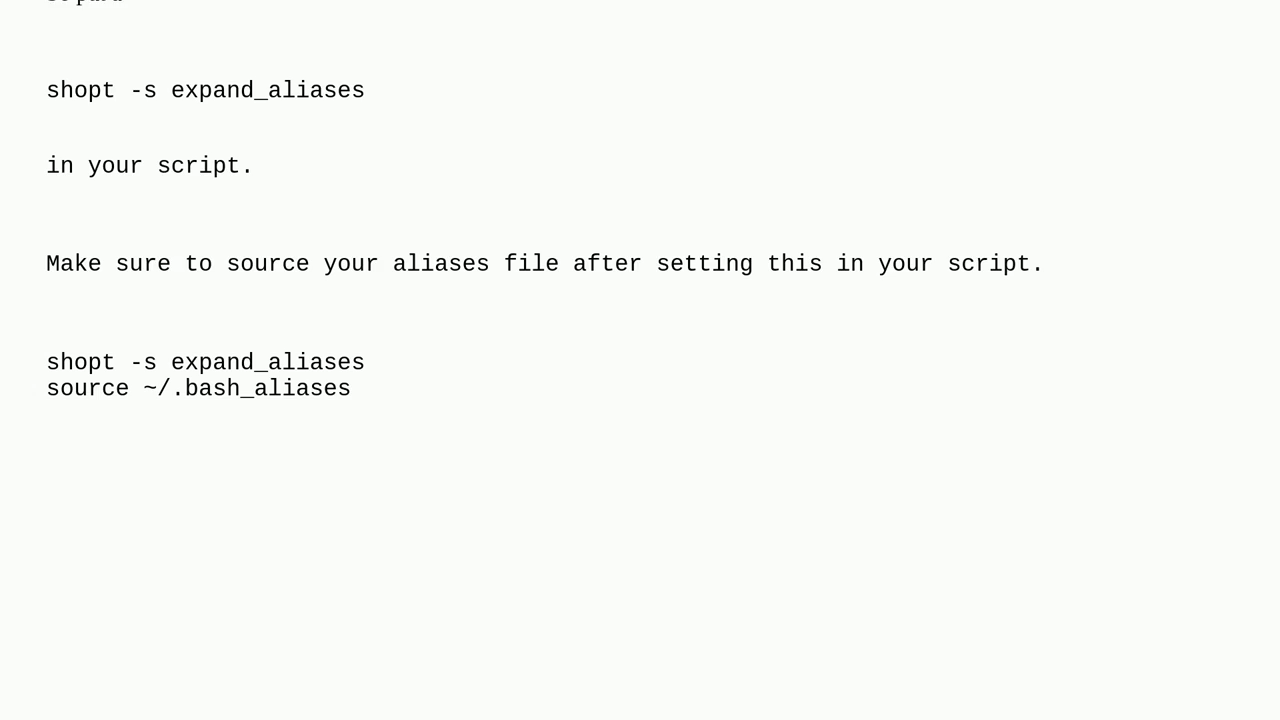 shopt -s expand_aliases
in your script.
Make sure to source your aliases file after setting this in your script.
shopt -s expand_aliases
source ~/.bash_aliases